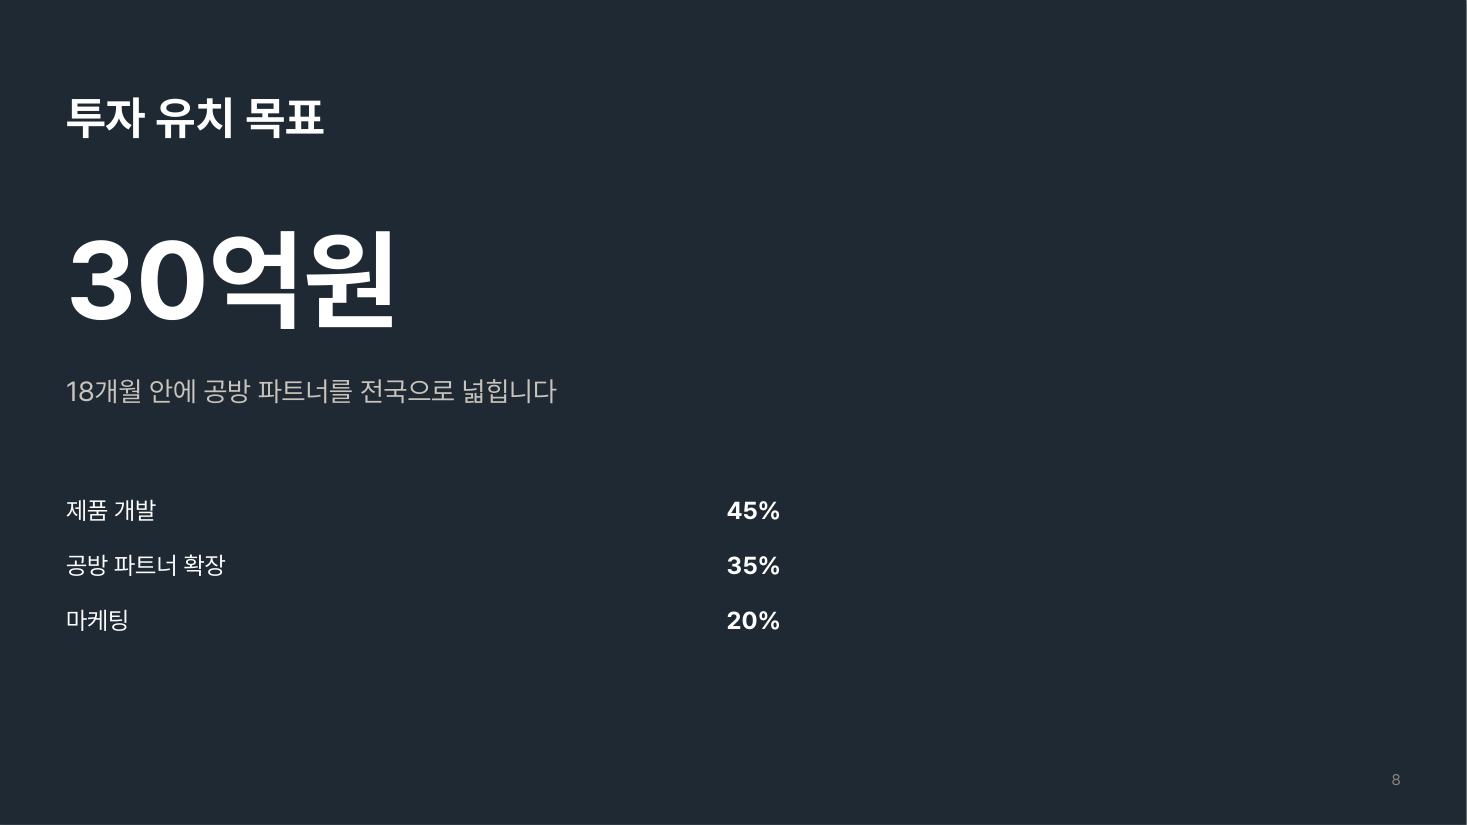 투자 유치 목표
30억원
18개월 안에 공방 파트너를 전국으로 넓힙니다
제품 개발 45%
공방 파트너 확장 35%
마케팅 20%
8